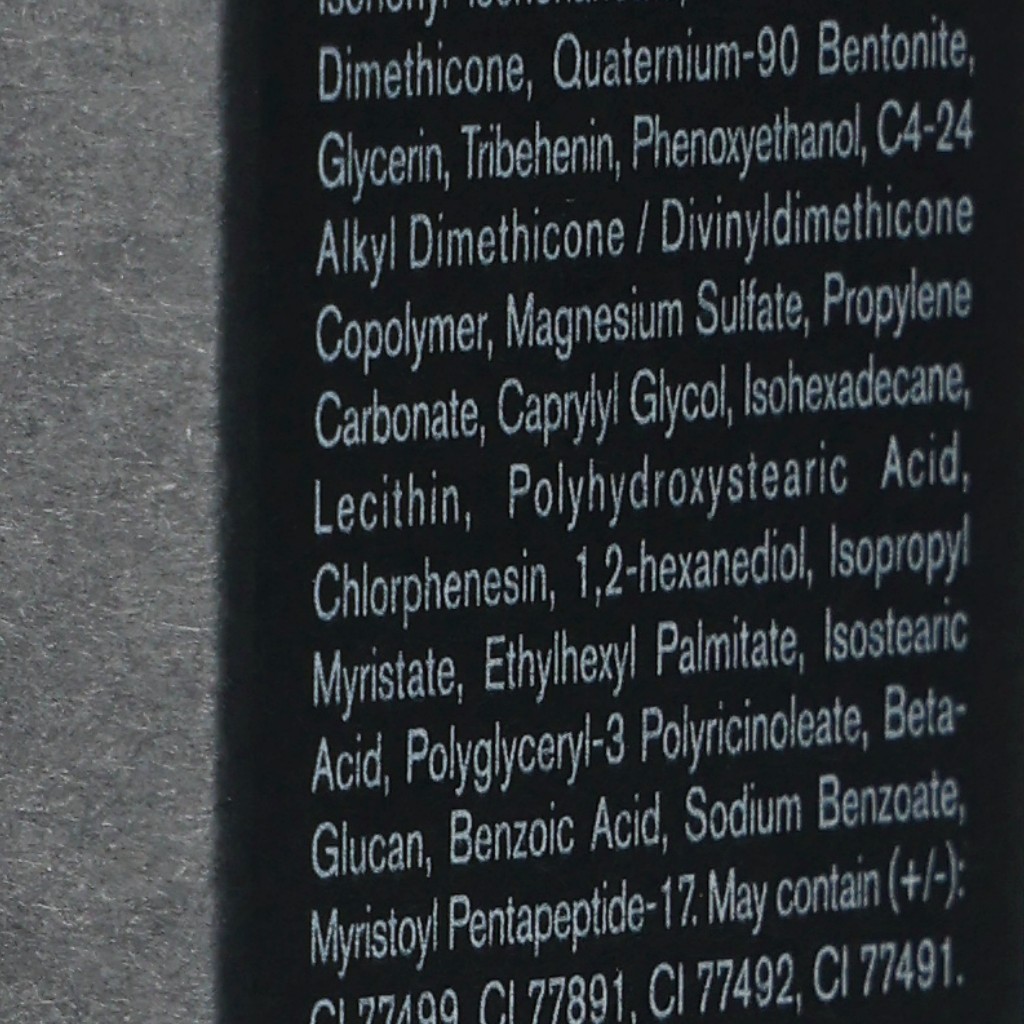 Dimethicone, Quaternium-90 Bentonite,
Glycerin, Tribehenin, Phenoxyethanol, C4-24
Alkyl Dimethicone / Divinyldimethicone
Copolymer, Magnesium Sulfate, Propylene
Carbonate, Caprylyl Glycol, Isohexadecane,
Lecithin, Polyhydroxystearic Acid,
Chlorphenesin, 1,2-hexanediol, Isopropyl
Myristate, Ethylhexyl Palmitate, Isostearic
Acid, Polyglyceryl-3 Polyricinoleate, Beta-
Glucan, Benzoic Acid, Sodium Benzoate,
Myristoyl Pentapeptide-17. May contain (+/-):
CI 77499, CI 77891, CI 77492, CI 77491.